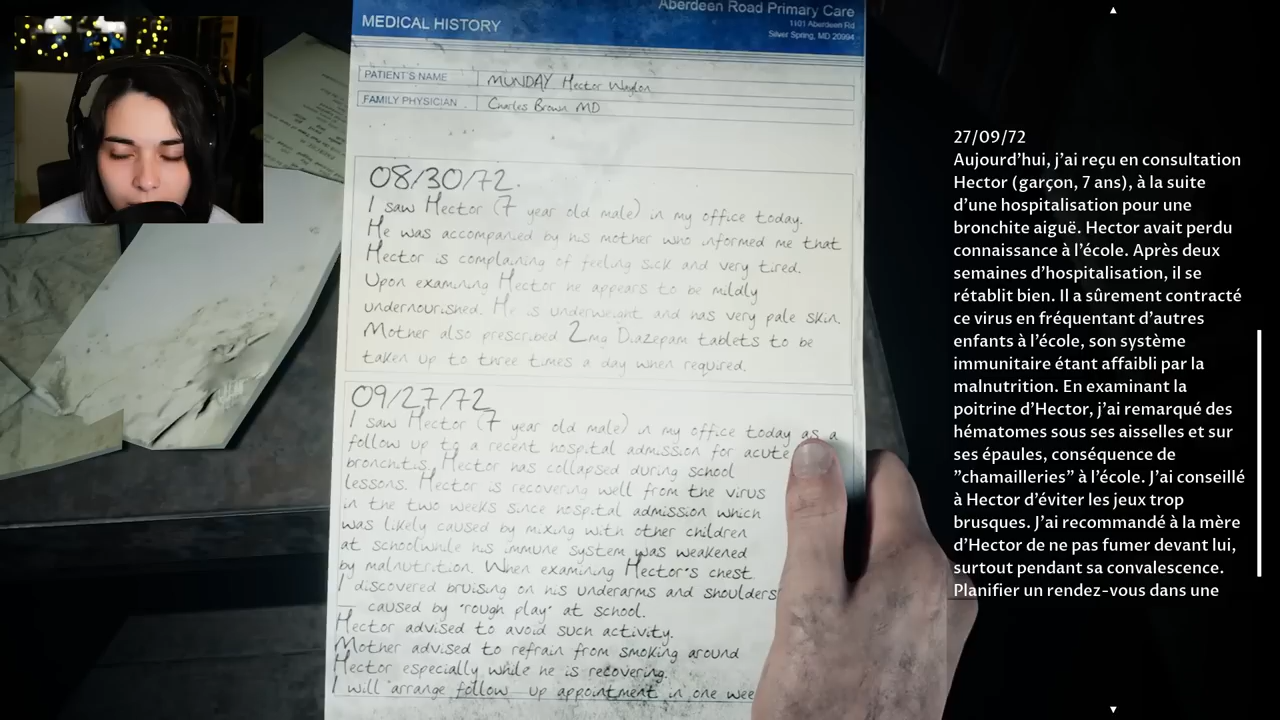 Aberdeen Road Primary Care
1101 Aberdeen Rd
Silver Spring, MD 20994
MEDICAL HISTORY
PATIENT'S NAME MUNDAY Hector Waylon
FAMILY PHYSICIAN Charles Brown MD
08/30/72.
I saw Hector (7 year old male) in my office today.
He was accompanied by his mother who informed me that
Hector is complaining of feeling sick and very tired.
Upon examining Hector he appears to be mildly
undernourished. He is underweight and has very pale skin.
Mother also prescribed 2mg Diazepam tablets to be
taken up to three times a day when required.
09/27/72
I saw Hector (7 year old male) in my office today as a
follow up to a recent hospital admission for acute
bronchitis, Hector has collapsed during school
lessons. Hector is recovering well from the virus
in the two weeks since hospital admission which
was likely caused by mixing with other children
at school while his immune system was weakened
by malnutrition. When examining Hector's chest
I discovered bruising on his underarms and shoulders
— caused by "rough play" at school.
Hector advised to avoid such activity.
Mother advised to refrain from smoking around
Hector especially while he is recovering.
I will arrange follow up appointment in one
27/09/72
Aujourd'hui, j'ai reçu en consultation
Hector (garçon, 7 ans), à la suite
d'une hospitalisation pour une
bronchite aiguë. Hector avait perdu
connaissance à l'école. Après deux
semaines d'hospitalisation, il se
rétablit bien. Il a sûrement contracté
ce virus en fréquentant d'autres
enfants à l'école, son système
immunitaire étant affaibli par la
malnutrition. En examinant la
poitrine d'Hector, j'ai remarqué des
hématomes sous ses aisselles et sur
ses épaules, conséquence de
"chamailleries" à l'école. J'ai conseillé
à Hector d'éviter les jeux trop
brusques. J'ai recommandé à la mère
d'Hector de ne pas fumer devant lui,
surtout pendant sa convalescence.
Planifier un rendez-vous dans une